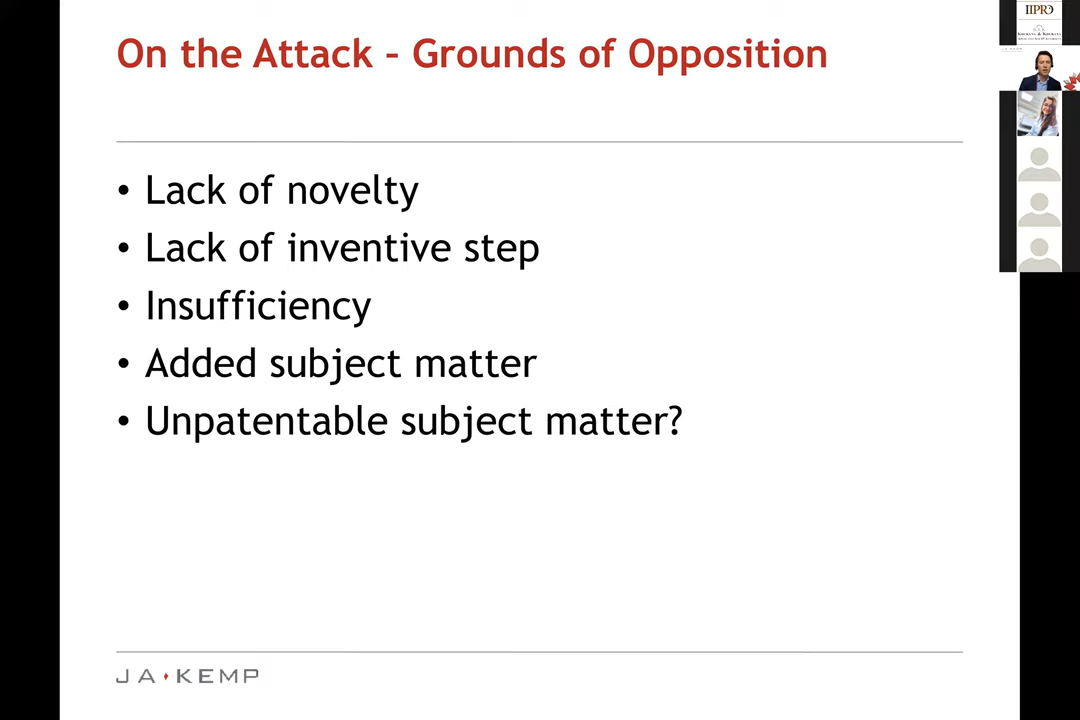 On the Attack – Grounds of Opposition
• Lack of novelty
• Lack of inventive step
• Insufficiency
• Added subject matter
• Unpatentable subject matter?
JA KEMP
IIPRD